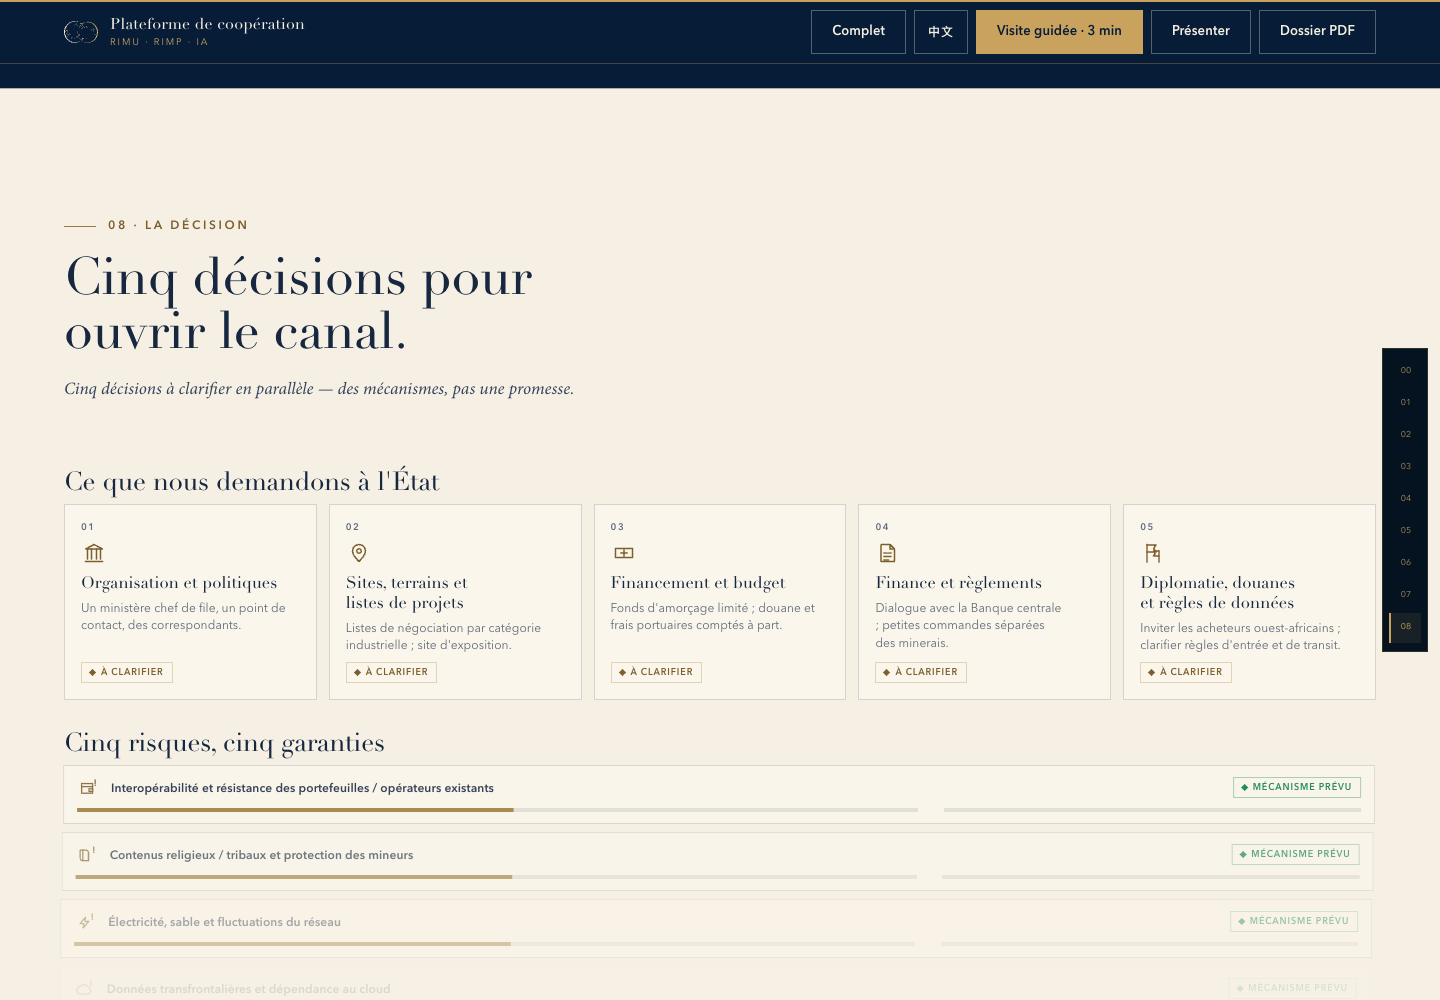 Plateforme de coopération
RIMU · RIMP · IA
Complet
中文
Visite guidée · 3 min
Présenter
Dossier PDF
08 · LA DÉCISION
Cinq décisions pour
ouvrir le canal.
Cinq décisions à clarifier en parallèle — des mécanismes, pas une promesse.
Ce que nous demandons à l'État
01
Organisation et politiques
Un ministère chef de file, un point de
contact, des correspondants.
◆ À CLARIFIER
02
Sites, terrains et
listes de projets
Listes de négociation par catégorie
industrielle ; site d'exposition.
◆ À CLARIFIER
03
Financement et budget
Fonds d'amorçage limité ; douane et
frais portuaires comptés à part.
◆ À CLARIFIER
04
Finance et règlements
Dialogue avec la Banque centrale
; petites commandes séparées
des minerais.
◆ À CLARIFIER
05
Diplomatie, douanes
et règles de données
Inviter les acheteurs ouest-africains ;
clarifier règles d'entrée et de transit.
◆ À CLARIFIER
00
01
02
03
04
05
06
07
08
Cinq risques, cinq garanties
Interopérabilité et résistance des portefeuilles / opérateurs existants
◆ MÉCANISME PRÉVU
Contenus religieux / tribaux et protection des mineurs
◆ MÉCANISME PRÉVU
Électricité, sable et fluctuations du réseau
◆ MÉCANISME PRÉVU
Données transfrontalières et dépendance au cloud
◆ MÉCANISME PRÉVU